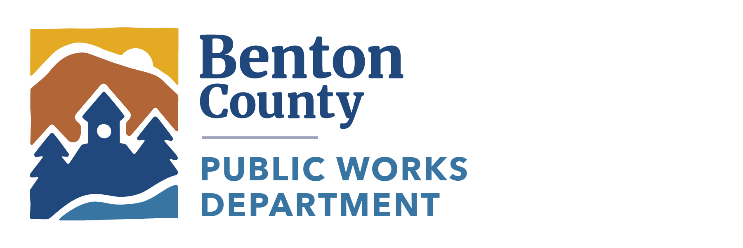 Benton
County
PUBLIC WORKS
DEPARTMENT